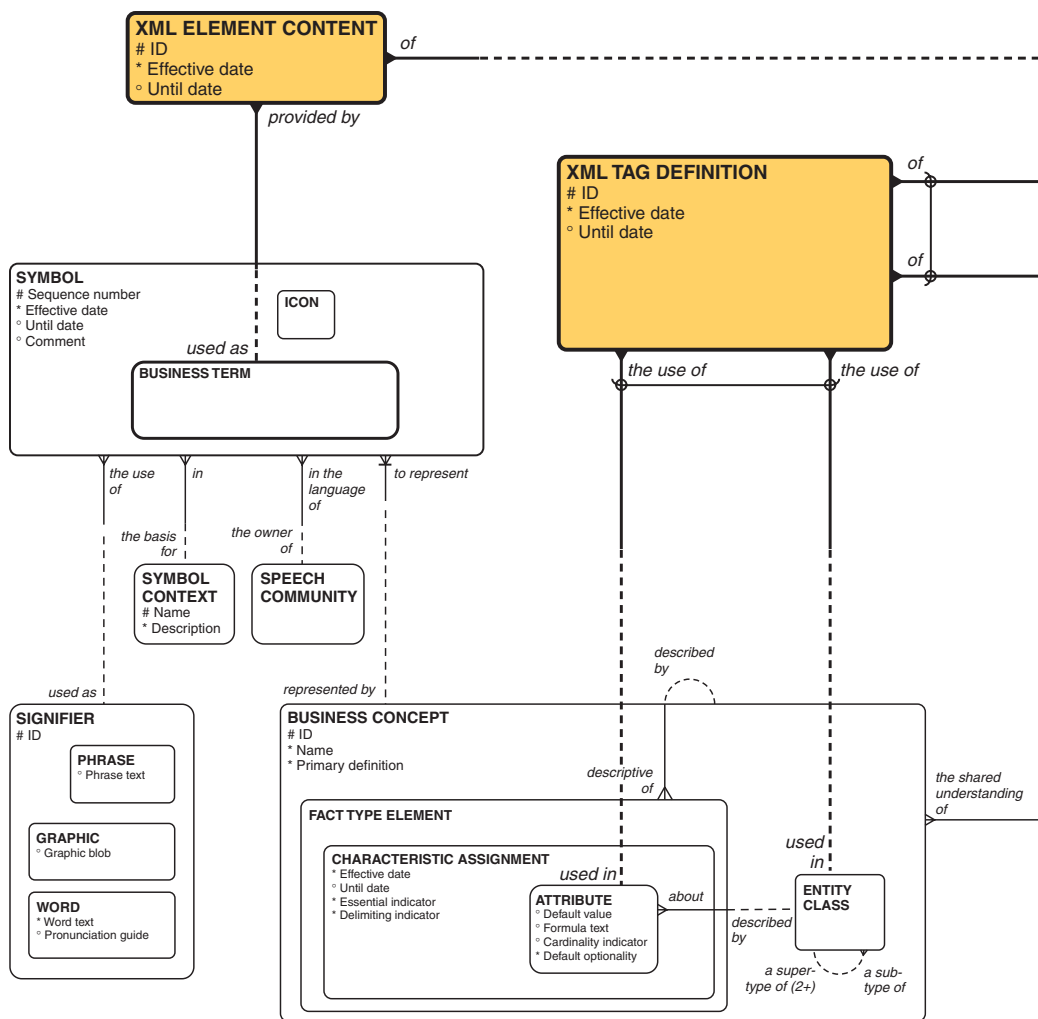 XML ELEMENT CONTENT
# ID
* Effective date
○ Until date
of
provided by
XML TAG DEFINITION
# ID
* Effective date
○ Until date
of
of
the use of
the use of
SYMBOL
# Sequence number
* Effective date
○ Until date
○ Comment
ICON
used as
BUSINESS TERM
the use
of
in
in the
language
of
to represent
the basis
for
the owner
of
SYMBOL
CONTEXT
# Name
* Description
SPEECH
COMMUNITY
used as
represented by
described
by
SIGNIFIER
# ID
PHRASE
○ Phrase text
GRAPHIC
○ Graphic blob
WORD
* Word text
○ Pronunciation guide
BUSINESS CONCEPT
# ID
* Name
* Primary definition
descriptive
of
the shared
understanding
of
FACT TYPE ELEMENT
CHARACTERISTIC ASSIGNMENT
* Effective date
○ Until date
* Essential indicator
* Delimiting indicator
used in
ATTRIBUTE
○ Default value
○ Formula text
○ Cardinality indicator
* Default optionality
about
described
by
used
in
ENTITY
CLASS
a super-
type of (2+)
a sub-
type of